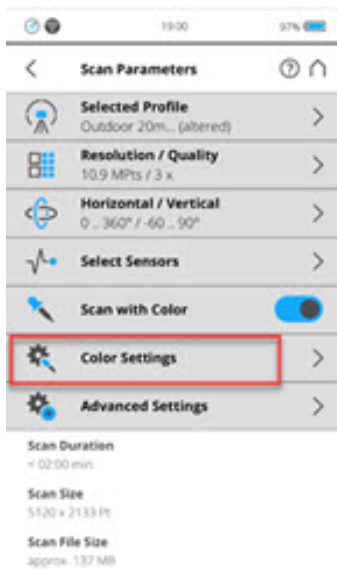 19:00 97%
Scan Parameters
Selected Profile
Outdoor 20m... (altered)
Resolution / Quality
10.9 MPts / 3 x
Horizontal / Vertical
0 .. 360° / -60 .. 90°
Select Sensors
Scan with Color
Color Settings
Advanced Settings
Scan Duration
< 02:00 min
Scan Size
5120 x 2133 Pt
Scan File Size
approx. 137 MB